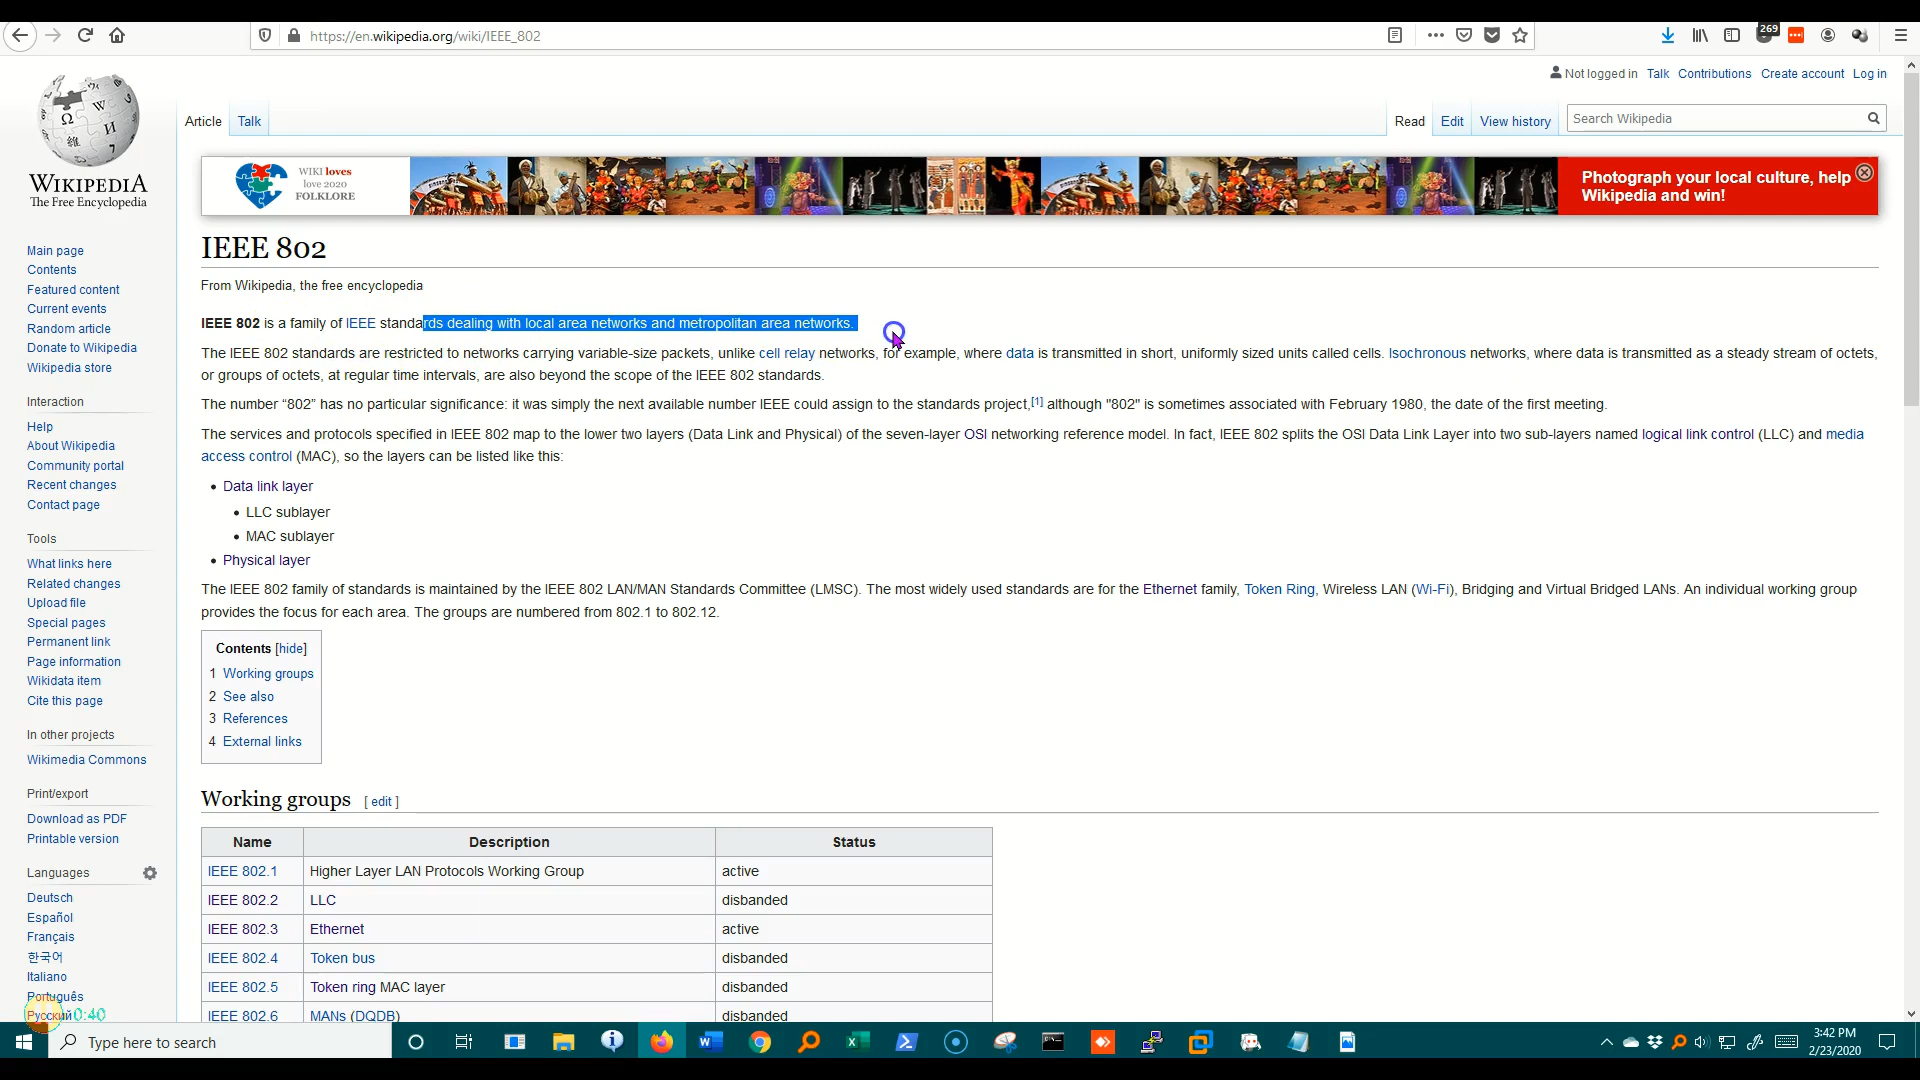 https://en.wikipedia.org/wiki/IEEE_802
269
Not logged in Talk Contributions Create account Log in
Article Talk Read Edit View history Search Wikipedia
WIKIPEDIA
The Free Encyclopedia
WIKI loves
love 2020
FOLKLORE
Photograph your local culture, help
Wikipedia and win!
Main page
Contents
Featured content
Current events
Random article
Donate to Wikipedia
Wikipedia store
Interaction
Help
About Wikipedia
Community portal
Recent changes
Contact page
Tools
What links here
Related changes
Upload file
Special pages
Permanent link
Page information
Wikidata item
Cite this page
In other projects
Wikimedia Commons
Print/export
Download as PDF
Printable version
Languages
Deutsch
Español
Français
한국어
Italiano
Português
Русский 0:40
IEEE 802
From Wikipedia, the free encyclopedia
IEEE 802 is a family of IEEE standards dealing with local area networks and metropolitan area networks.
The IEEE 802 standards are restricted to networks carrying variable-size packets, unlike cell relay networks, for example, where data is transmitted in short, uniformly sized units called cells. Isochronous networks, where data is transmitted as a steady stream of octets,
or groups of octets, at regular time intervals, are also beyond the scope of the IEEE 802 standards.
The number “802” has no particular significance: it was simply the next available number IEEE could assign to the standards project,[1] although "802" is sometimes associated with February 1980, the date of the first meeting.
The services and protocols specified in IEEE 802 map to the lower two layers (Data Link and Physical) of the seven-layer OSI networking reference model. In fact, IEEE 802 splits the OSI Data Link Layer into two sub-layers named logical link control (LLC) and media
access control (MAC), so the layers can be listed like this:
• Data link layer
• LLC sublayer
• MAC sublayer
• Physical layer
The IEEE 802 family of standards is maintained by the IEEE 802 LAN/MAN Standards Committee (LMSC). The most widely used standards are for the Ethernet family, Token Ring, Wireless LAN (Wi-Fi), Bridging and Virtual Bridged LANs. An individual working group
provides the focus for each area. The groups are numbered from 802.1 to 802.12.
Contents [hide]
1 Working groups
2 See also
3 References
4 External links
Working groups [ edit ]
Name Description Status
IEEE 802.1 Higher Layer LAN Protocols Working Group active
IEEE 802.2 LLC disbanded
IEEE 802.3 Ethernet active
IEEE 802.4 Token bus disbanded
IEEE 802.5 Token ring MAC layer disbanded
IEEE 802.6 MANs (DQDB) disbanded
Type here to search
3:42 PM
2/23/2020